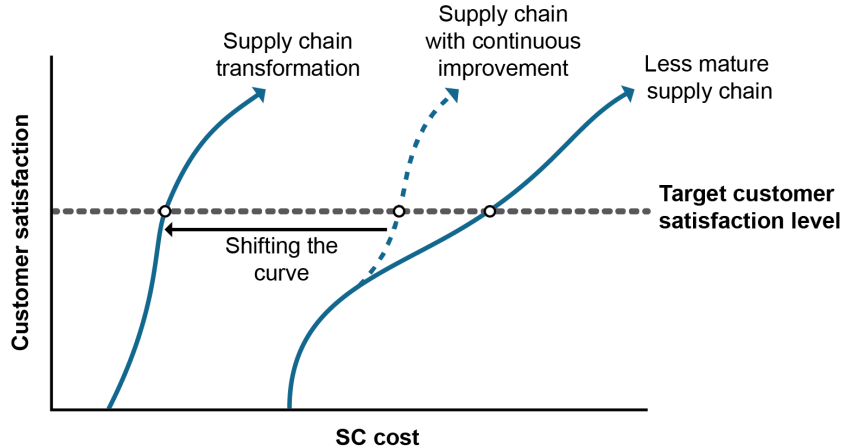 Supply chain
transformation
Supply chain
with continuous
improvement
Less mature
supply chain
Customer satisfaction
Target customer
satisfaction level
Shifting the
curve
SC cost